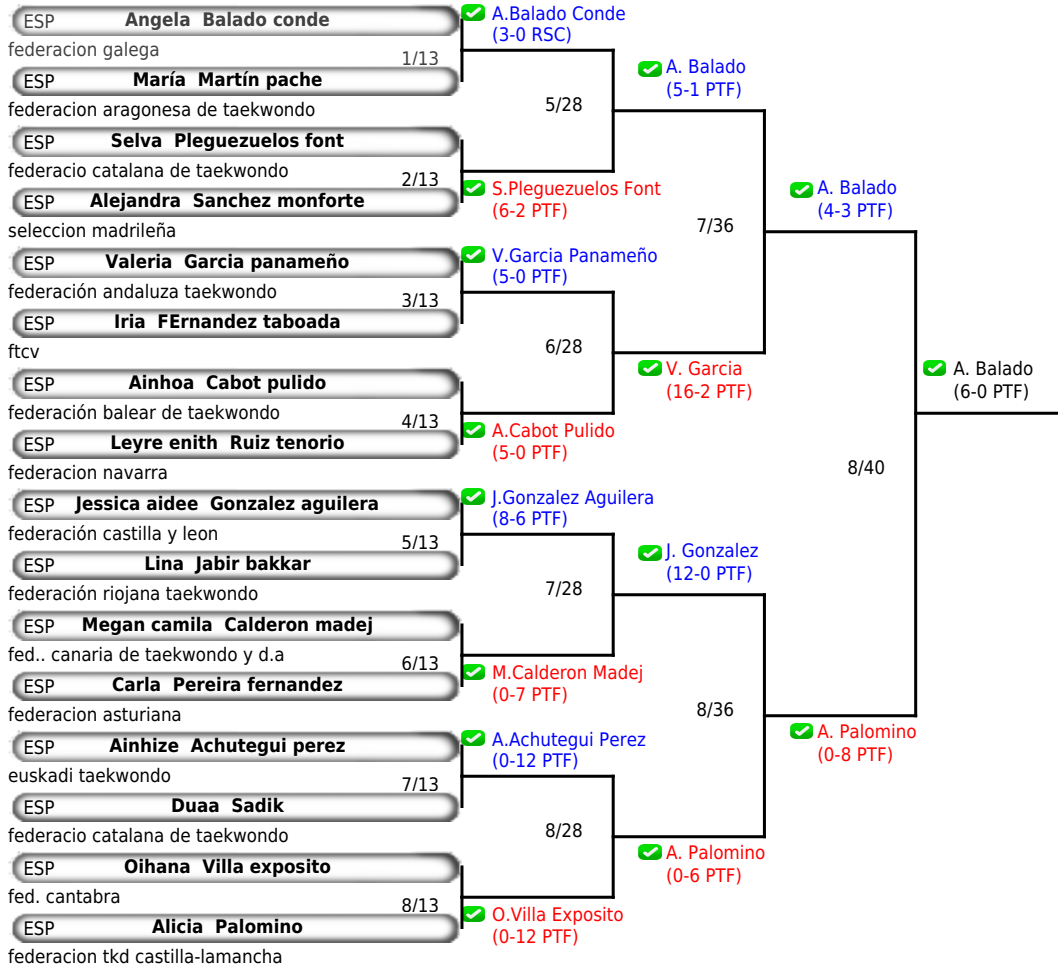 ESP Angela Balado conde
federacion galega
1/13
ESP María Martín pache
federacion aragonesa de taekwondo
ESP Selva Pleguezuelos font
federacio catalana de taekwondo
2/13
ESP Alejandra Sanchez monforte
seleccion madrileña
ESP Valeria Garcia panameño
federación andaluza taekwondo
3/13
ESP Iria FErnandez taboada
ftcv
ESP Ainhoa Cabot pulido
federación balear de taekwondo
4/13
ESP Leyre enith Ruiz tenorio
federacion navarra
ESP Jessica aidee Gonzalez aguilera
federación castilla y leon
5/13
ESP Lina Jabir bakkar
federación riojana taekwondo
ESP Megan camila Calderon madej
fed.. canaria de taekwondo y d.a
6/13
ESP Carla Pereira fernandez
federacion asturiana
ESP Ainhize Achutegui perez
euskadi taekwondo
7/13
ESP Duaa Sadik
federacio catalana de taekwondo
ESP Oihana Villa exposito
fed. cantabra
8/13
ESP Alicia Palomino
federacion tkd castilla-lamancha
A.Balado Conde
(3-0 RSC)
5/28
S.Pleguezuelos Font
(6-2 PTF)
V.Garcia Panameño
(5-0 PTF)
6/28
A.Cabot Pulido
(5-0 PTF)
J.Gonzalez Aguilera
(8-6 PTF)
7/28
M.Calderon Madej
(0-7 PTF)
A.Achutegui Perez
(0-12 PTF)
8/28
O.Villa Exposito
(0-12 PTF)
A. Balado
(5-1 PTF)
7/36
V. Garcia
(16-2 PTF)
J. Gonzalez
(12-0 PTF)
8/36
A. Palomino
(0-6 PTF)
A. Balado
(4-3 PTF)
8/40
A. Palomino
(0-8 PTF)
A. Balado
(6-0 PTF)